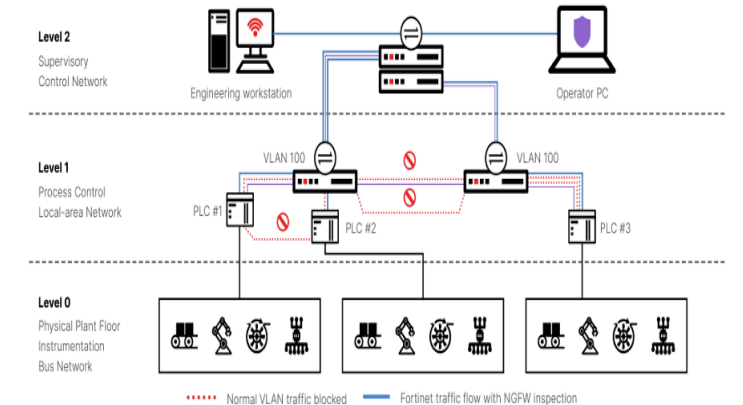 Level 2
Supervisory
Control Network
Engineering workstation
Operator PC
Level 1
Process Control
Local-area Network
VLAN 100
VLAN 100
PLC #1
PLC #2
PLC #3
Level 0
Physical Plant Floor
Instrumentation
Bus Network
Normal VLAN traffic blocked
Fortinet traffic flow with NGFW inspection